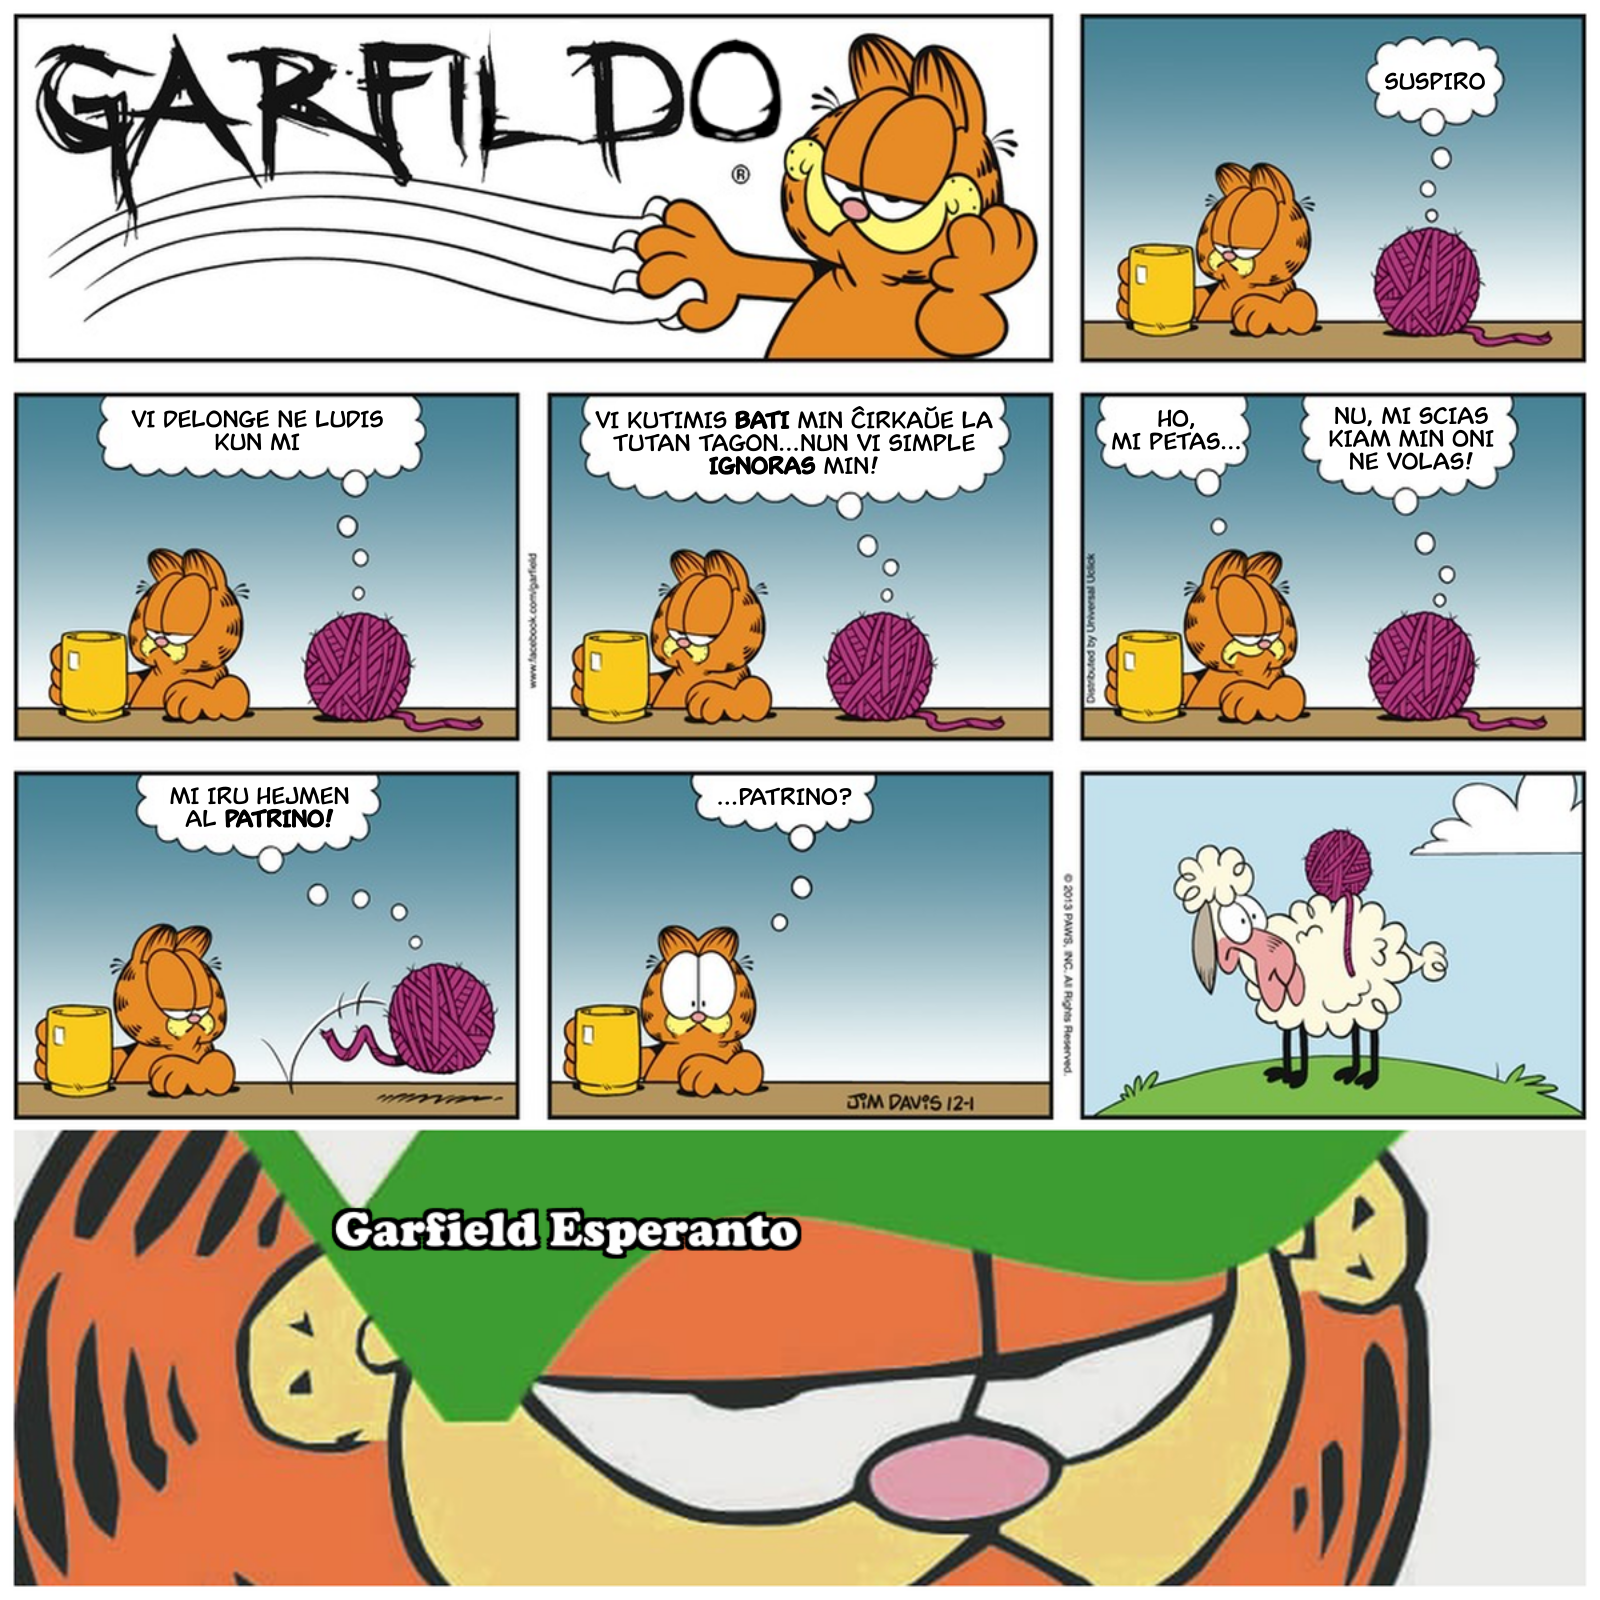 GARFILDO
®
SUSPIRO
VI DELONGE NE LUDIS
KUN MI
www.facebook.com/garfield
VI KUTIMIS BATI MIN ĈIRKAŬE LA
TUTAN TAGON...NUN VI SIMPLE
IGNORAS MIN!
Distributed by Universal Uclick
HO,
MI PETAS...
NU, MI SCIAS
KIAM MIN ONI
NE VOLAS!
MI IRU HEJMEN
AL PATRINO!
...PATRINO?
JIM DAVIS 12-1
© 2013 PAWS, INC. All Rights Reserved.
Garfield Esperanto